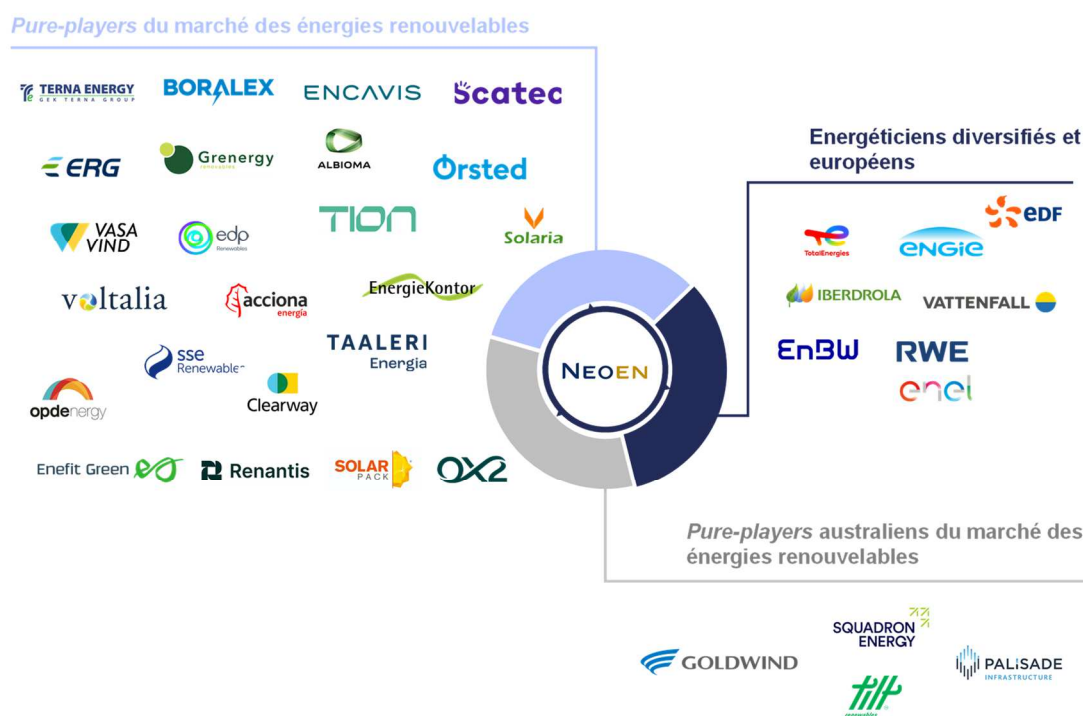 Pure-players du marché des énergies renouvelables
TERNA ENERGY
GEK TERNA GROUP
BORALEX
ENCAVIS
Scatec
ERG
Grenergy
renovables
ALBIOMA
Ørsted
VASA
VIND
edp
Renewables
TION
Solaria
voltalia
acciona
energía
EnergieKontor
sse
Renewable
TAALERI
Energia
opdenergy
Clearway
Enefit Green
Renantis
SOLAR
PACK
OX2
NEOEN
Energéticiens diversifiés et
européens
EDF
TotalEnergies
ENGIE
IBERDROLA
VATTENFALL
EnBW
RWE
enel
Pure-players australiens du marché des
énergies renouvelables
GOLDWIND
SQUADRON
ENERGY
PALISADE
INFRASTRUCTURE
tilt
renewables